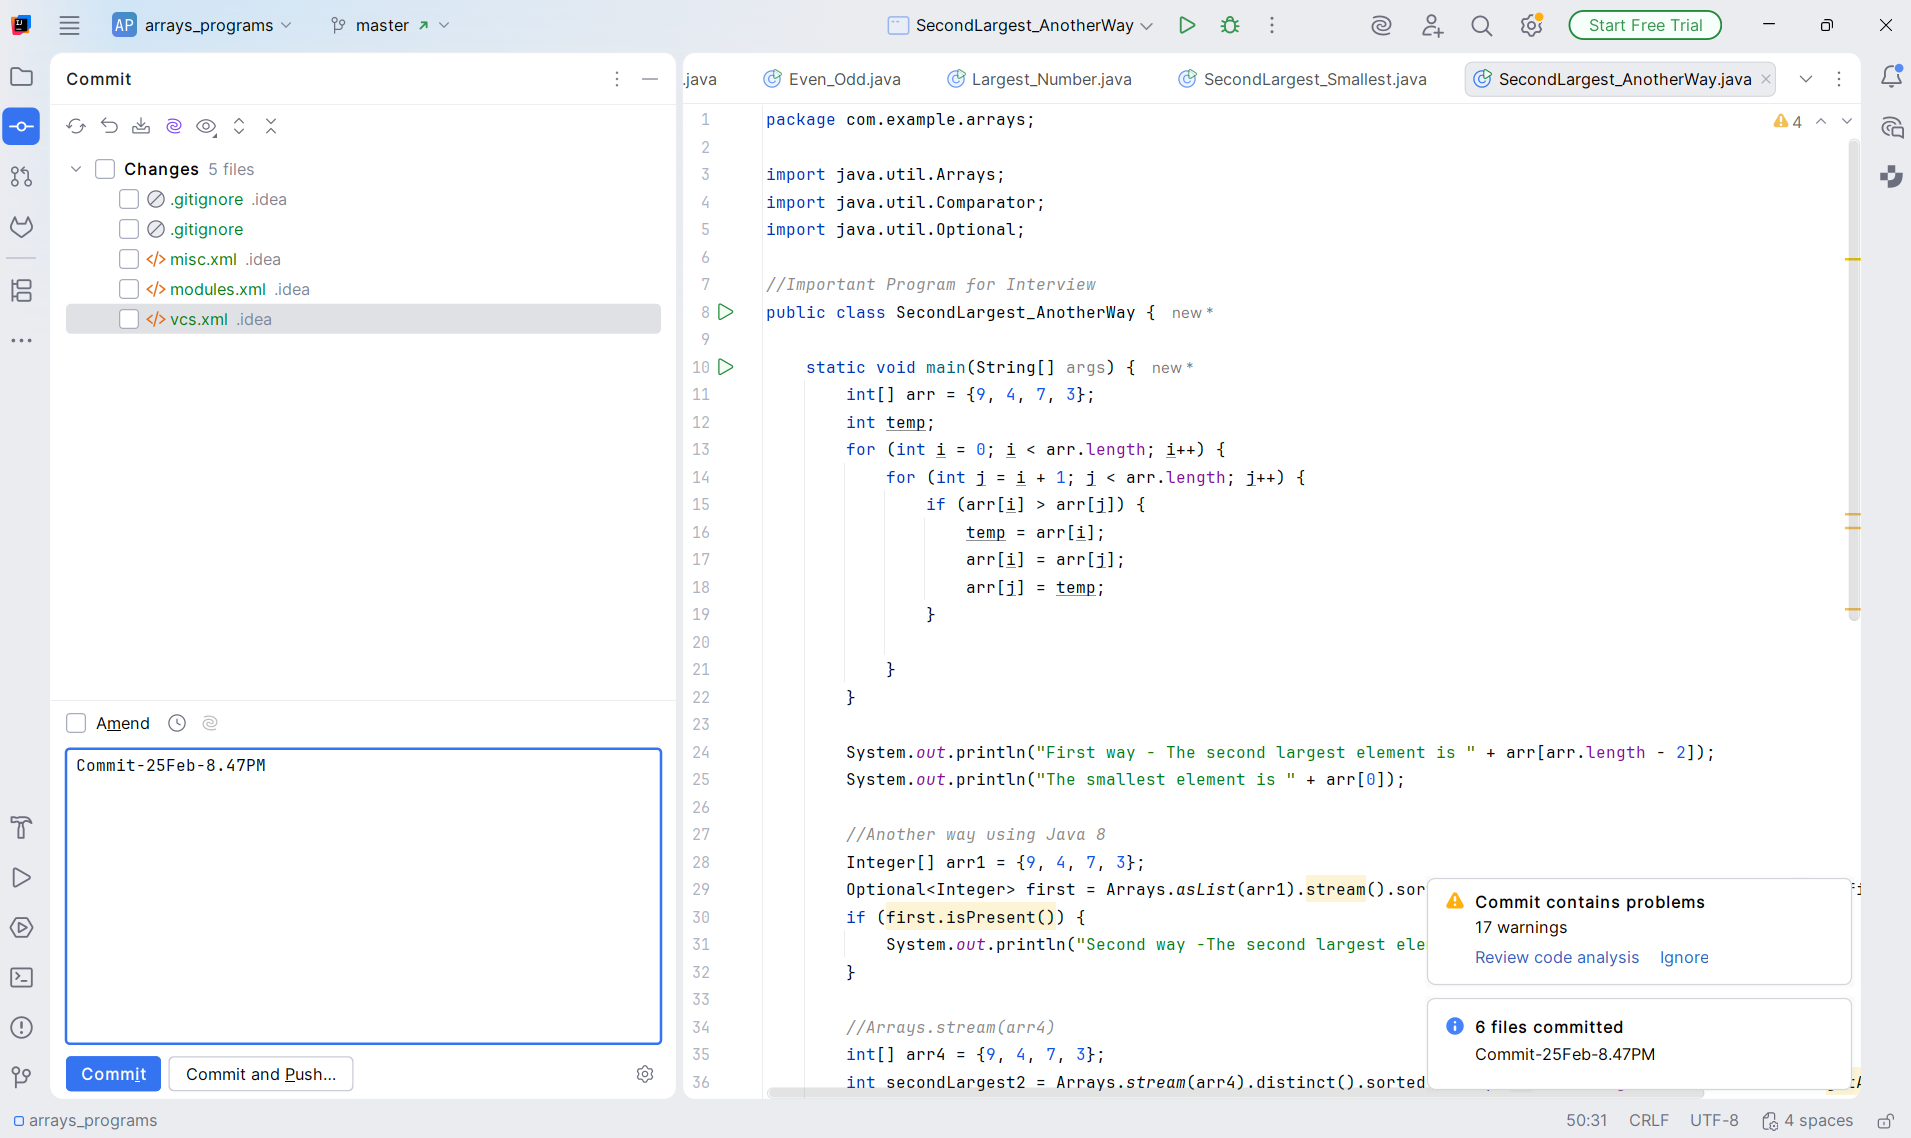 AP arrays_programs master SecondLargest_AnotherWay Start Free Trial
Commit
Changes 5 files
.gitignore .idea
.gitignore
misc.xml .idea
modules.xml .idea
vcs.xml .idea
Amend
Commit-25Feb-8.47PM
Commit Commit and Push...
.java Even_Odd.java Largest_Number.java SecondLargest_Smallest.java SecondLargest_AnotherWay.java
4
1 package com.example.arrays;
2
3 import java.util.Arrays;
4 import java.util.Comparator;
5 import java.util.Optional;
6
7 //Important Program for Interview
8 public class SecondLargest_AnotherWay { new *
9
10 static void main(String[] args) { new *
11 int[] arr = {9, 4, 7, 3};
12 int temp;
13 for (int i = 0; i < arr.length; i++) {
14 for (int j = i + 1; j < arr.length; j++) {
15 if (arr[i] > arr[j]) {
16 temp = arr[i];
17 arr[i] = arr[j];
18 arr[j] = temp;
19 }
20
21 }
22 }
23
24 System.out.println("First way - The second largest element is " + arr[arr.length - 2]);
25 System.out.println("The smallest element is " + arr[0]);
26
27 //Another way using Java 8
28 Integer[] arr1 = {9, 4, 7, 3};
29 Optional<Integer> first = Arrays.asList(arr1).stream().sor
30 if (first.isPresent()) {
31 System.out.println("Second way -The second largest ele
32 }
33
34 //Arrays.stream(arr4)
35 int[] arr4 = {9, 4, 7, 3};
36 int secondLargest2 = Arrays.stream(arr4).distinct().sorted
Commit contains problems
17 warnings
Review code analysis Ignore
6 files committed
Commit-25Feb-8.47PM
arrays_programs 50:31 CRLF UTF-8 4 spaces